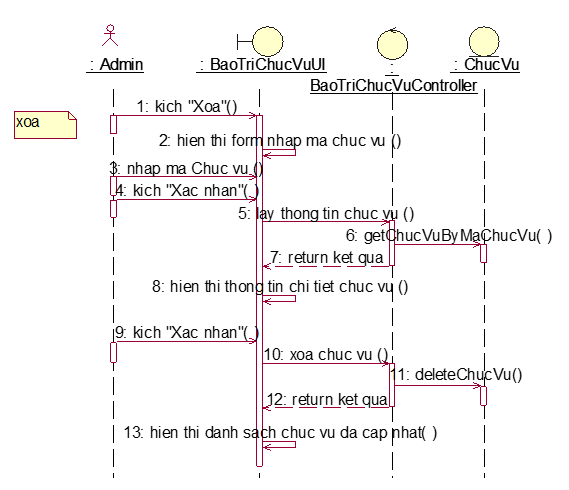 : Admin
: BaoTriChucVuUI
:
BaoTriChucVuController
: ChucVu
xoa
1: kich "Xoa"()
2: hien thi form nhap ma chuc vu ()
3: nhap ma Chuc vu ()
4: kich "Xac nhan"( )
5: lay thong tin chuc vu ()
6: getChucVuByMaChucVu( )
7: return ket qua
8: hien thi thong tin chi tiet chuc vu ()
9: kich "Xac nhan"( )
10: xoa chuc vu ()
11: deleteChucVu()
12: return ket qua
13: hien thi danh sach chuc vu da cap nhat( )